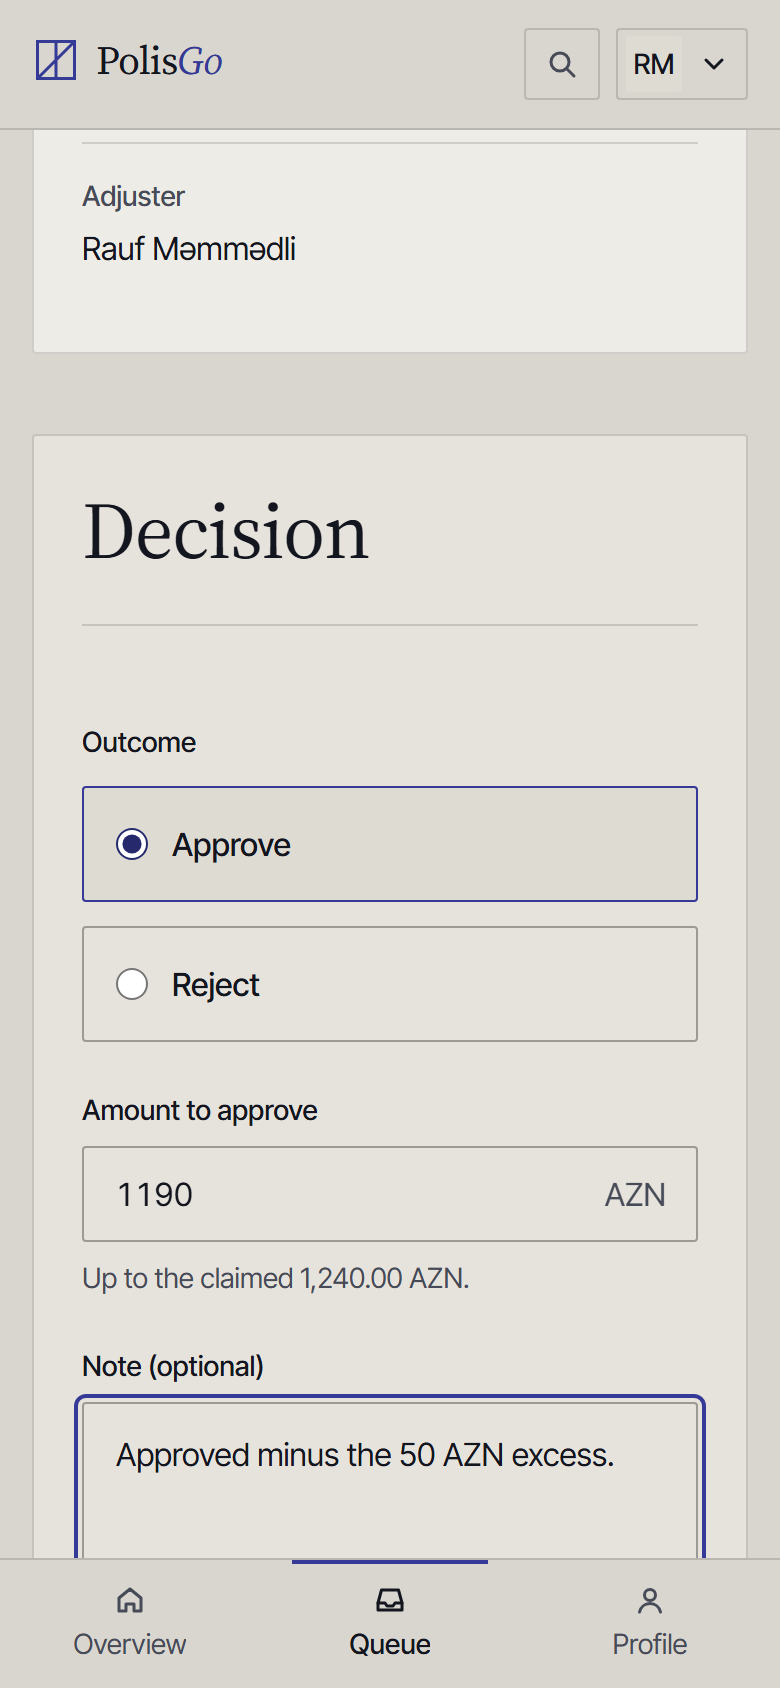 PolisGo
RM
Adjuster
Rauf Məmmədli
Decision
Outcome
Approve
Reject
Amount to approve
1190 AZN
Up to the claimed 1,240.00 AZN.
Note (optional)
Approved minus the 50 AZN excess.
Overview Queue Profile